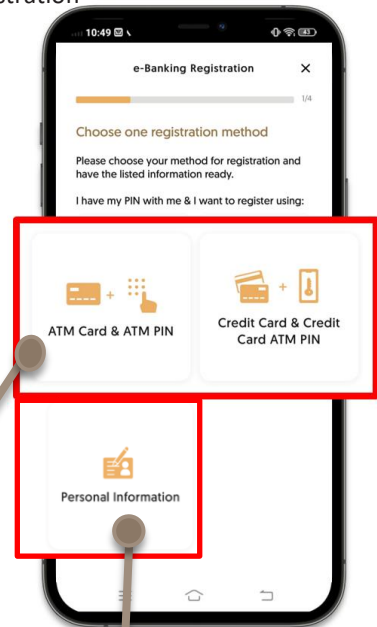 stration
10:49
43
e-Banking Registration
1/4
Choose one registration method
Please choose your method for registration and
have the listed information ready.
I have my PIN with me & I want to register using:
ATM Card & ATM PIN
Credit Card & Credit
Card ATM PIN
Personal Information